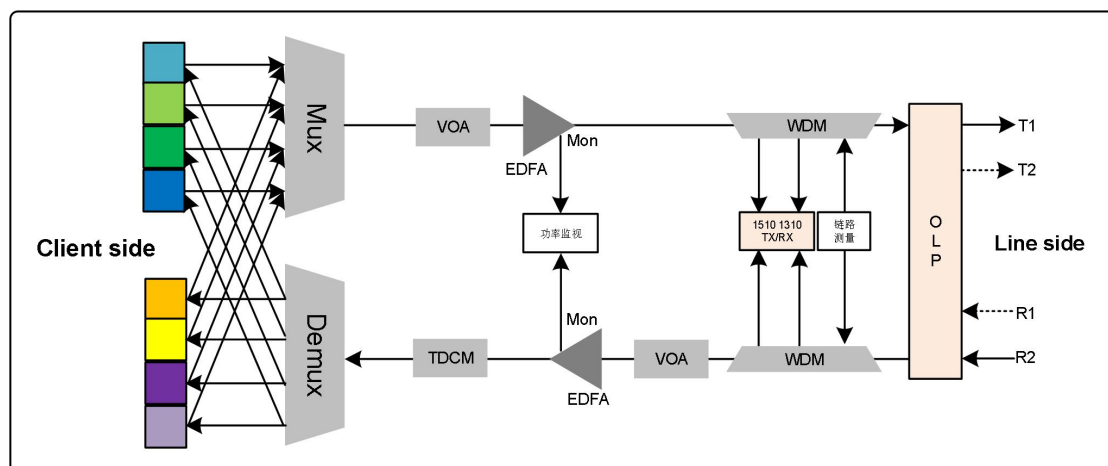 Client side
Mux
VOA
EDFA
Mon
WDM
功率监视
1510 1310
TX/RX
链路
测量
O
L
P
T1
T2
Line side
R1
R2
Demux
TDCM
Mon
EDFA
VOA
WDM